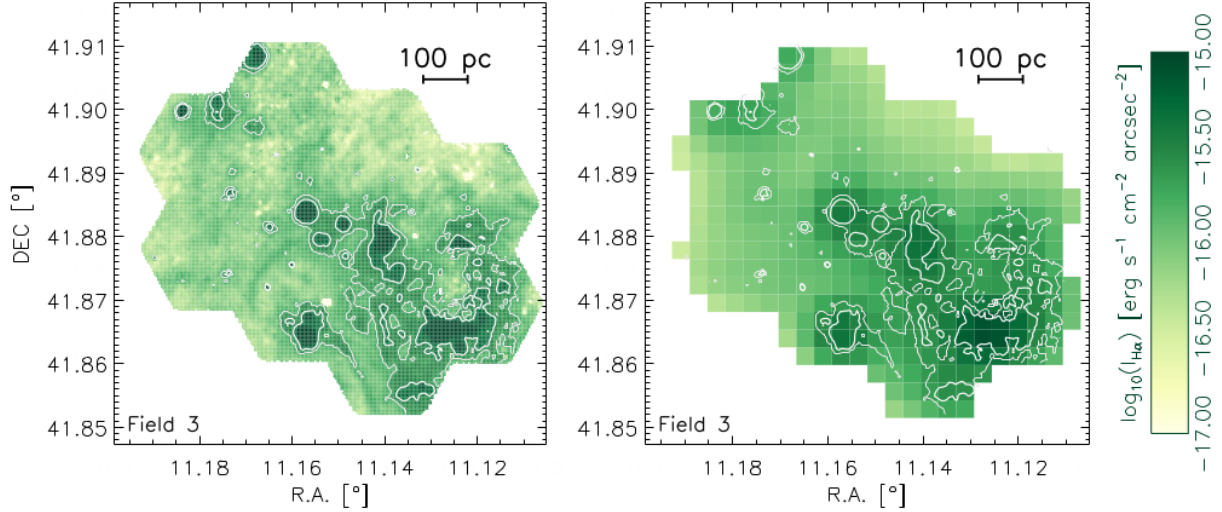 41.91
41.90
41.89
41.88
41.87
41.86
41.85
DEC [°]
100 pc
Field 3
11.18 11.16 11.14 11.12
R.A. [°]
41.91
41.90
41.89
41.88
41.87
41.86
41.85
100 pc
Field 3
11.18 11.16 11.14 11.12
R.A. [°]
log₁₀(I_Hα) [erg s⁻¹ cm⁻² arcsec⁻²]
−17.00 −16.50 −16.00 −15.50 −15.00